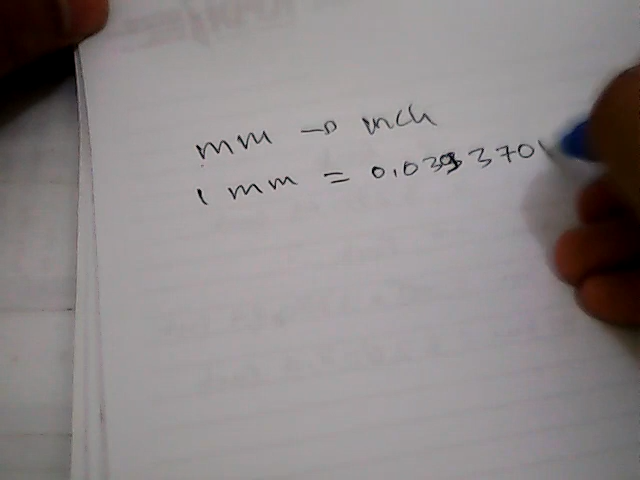 mm → inch
1 mm = 0.0393701